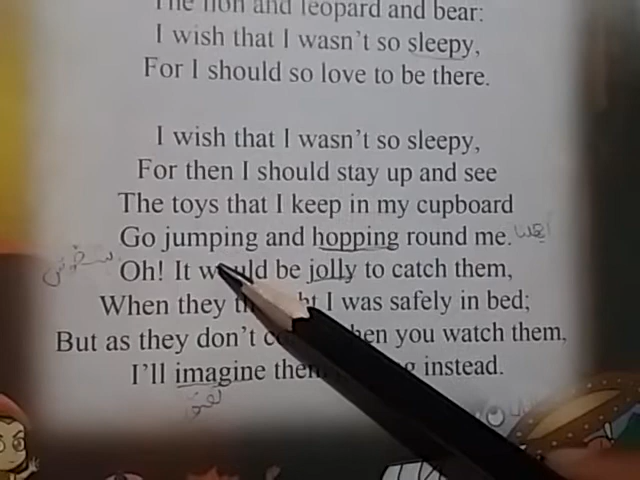 The lion and leopard and bear:
I wish that I wasn't so sleepy,
For I should so love to be there.
I wish that I wasn't so sleepy,
For then I should stay up and see
The toys that I keep in my cupboard
Go jumping and hopping round me.
Oh! It would be jolly to catch them,
When they I was safely in bed;
But as they don't when you watch them,
I'll imagine them instead.